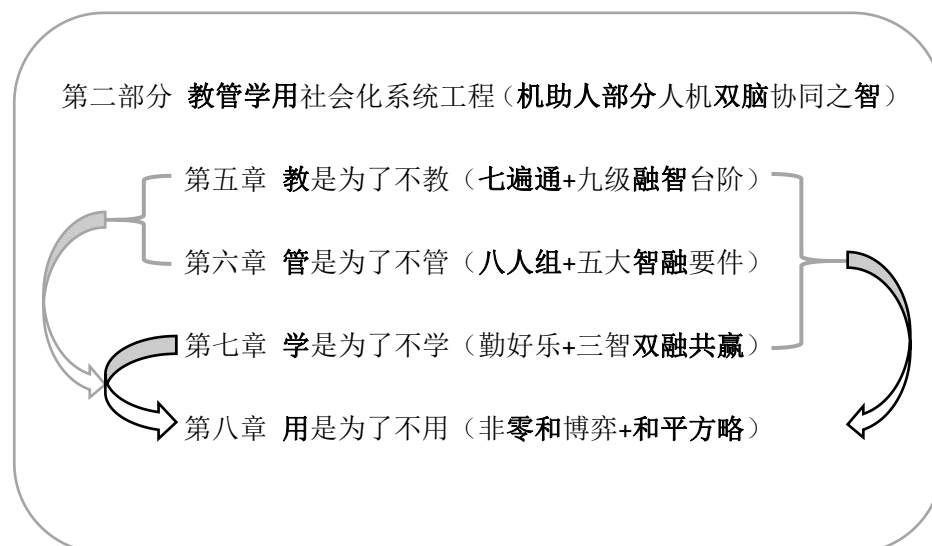 第二部分 教管学用社会化系统工程（机助人部分人机双脑协同之智）
第五章 教是为了不教（七遍通+九级融智台阶）
第六章 管是为了不管（八人组+五大智融要件）
第七章 学是为了不学（勤好乐+三智双融共赢）
第八章 用是为了不用（非零和博弈+和平方略）